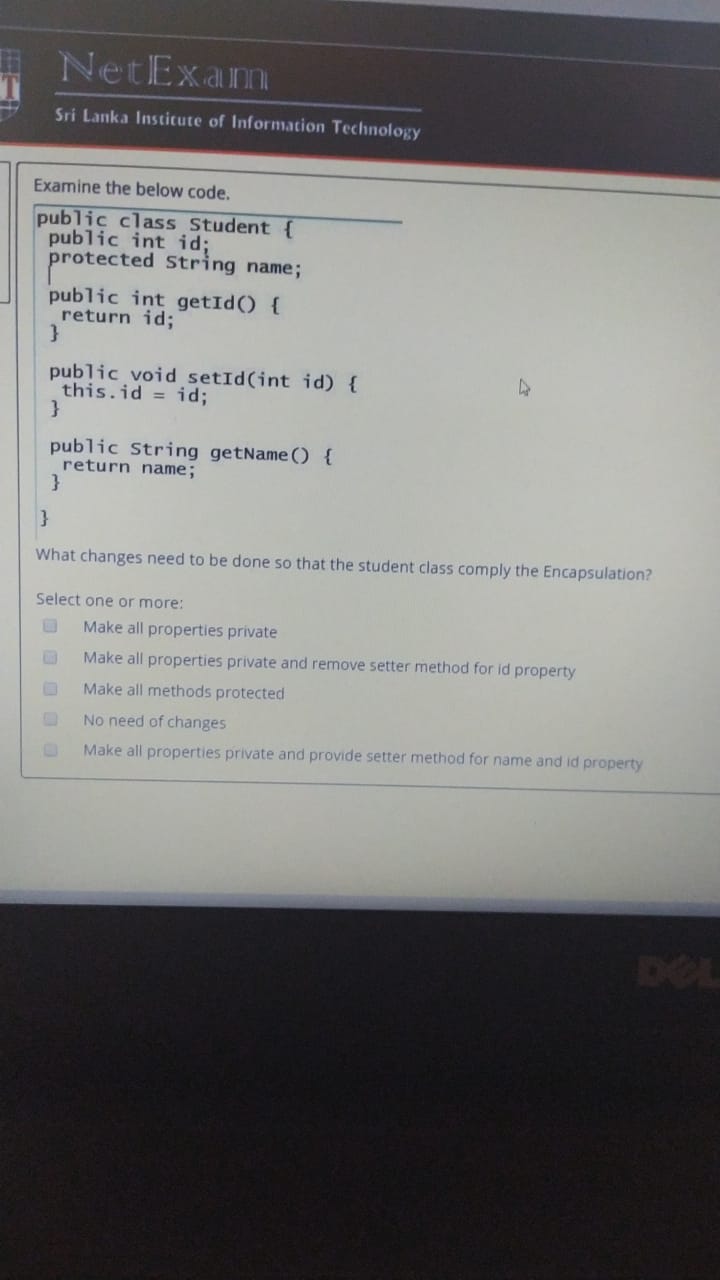 T
NetExam
Sri Lanka Institute of Information Technology
Examine the below code.
public class Student {
public int id;
protected String name;
public int getId() {
return id;
}
public void setId(int id) {
this.id = id;
}
public String getName() {
return name;
}
}
What changes need to be done so that the student class comply the Encapsulation?
Select one or more:
Make all properties private
Make all properties private and remove setter method for id property
Make all methods protected
No need of changes
Make all properties private and provide setter method for name and id property
DEL